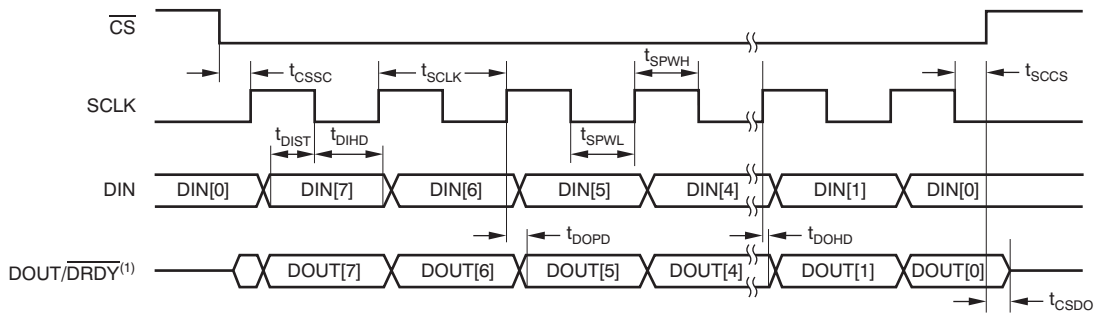 CS
tCSSC
tSCLK
tSPWH
tSCCS
SCLK
tDIST
tDIHD
tSPWL
DIN
DIN[0]
DIN[7]
DIN[6]
DIN[5]
DIN[4]
DIN[1]
DIN[0]
tDOPD
tDOHD
DOUT/DRDY(1)
DOUT[7]
DOUT[6]
DOUT[5]
DOUT[4]
DOUT[1]
DOUT[0]
tCSDO